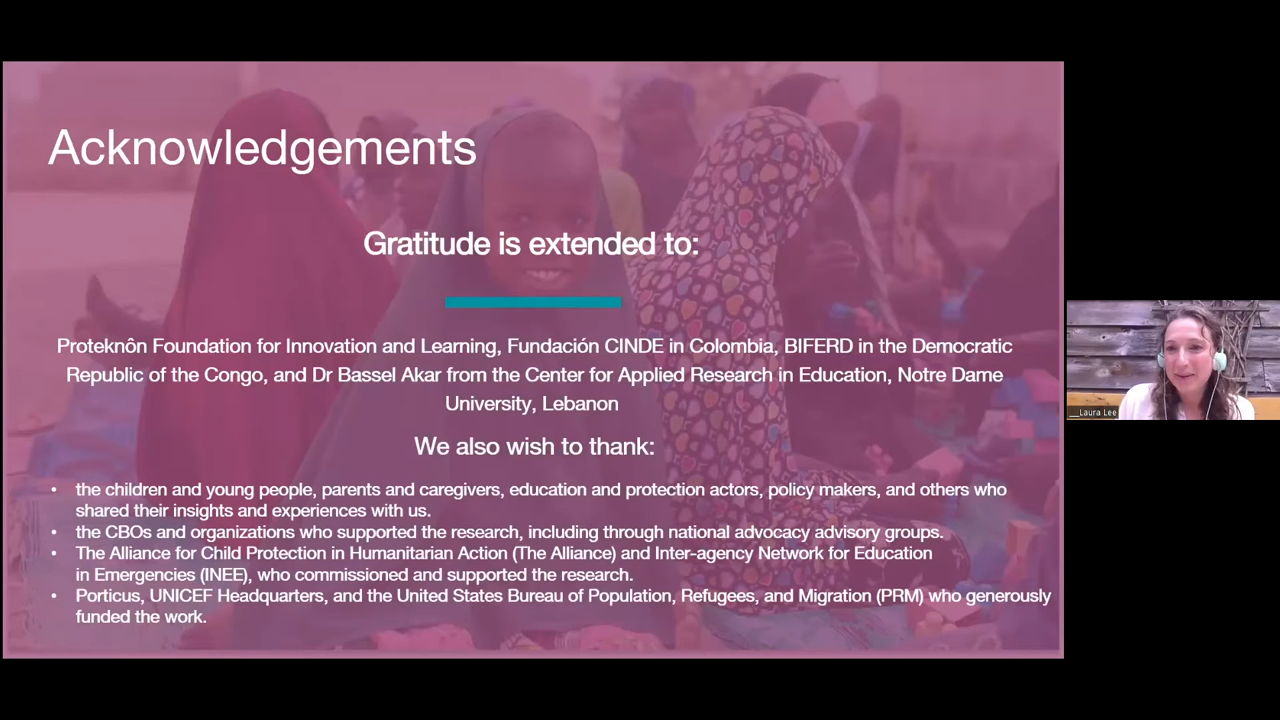 Acknowledgements
Gratitude is extended to:
Proteknôn Foundation for Innovation and Learning, Fundación CINDE in Colombia, BIFERD in the Democratic
Republic of the Congo, and Dr Bassel Akar from the Center for Applied Research in Education, Notre Dame
University, Lebanon
We also wish to thank:
• the children and young people, parents and caregivers, education and protection actors, policy makers, and others who
shared their insights and experiences with us.
• the CBOs and organizations who supported the research, including through national advocacy advisory groups.
• The Alliance for Child Protection in Humanitarian Action (The Alliance) and Inter-agency Network for Education
in Emergencies (INEE), who commissioned and supported the research.
• Porticus, UNICEF Headquarters, and the United States Bureau of Population, Refugees, and Migration (PRM) who generously
funded the work.
__Laura Lee